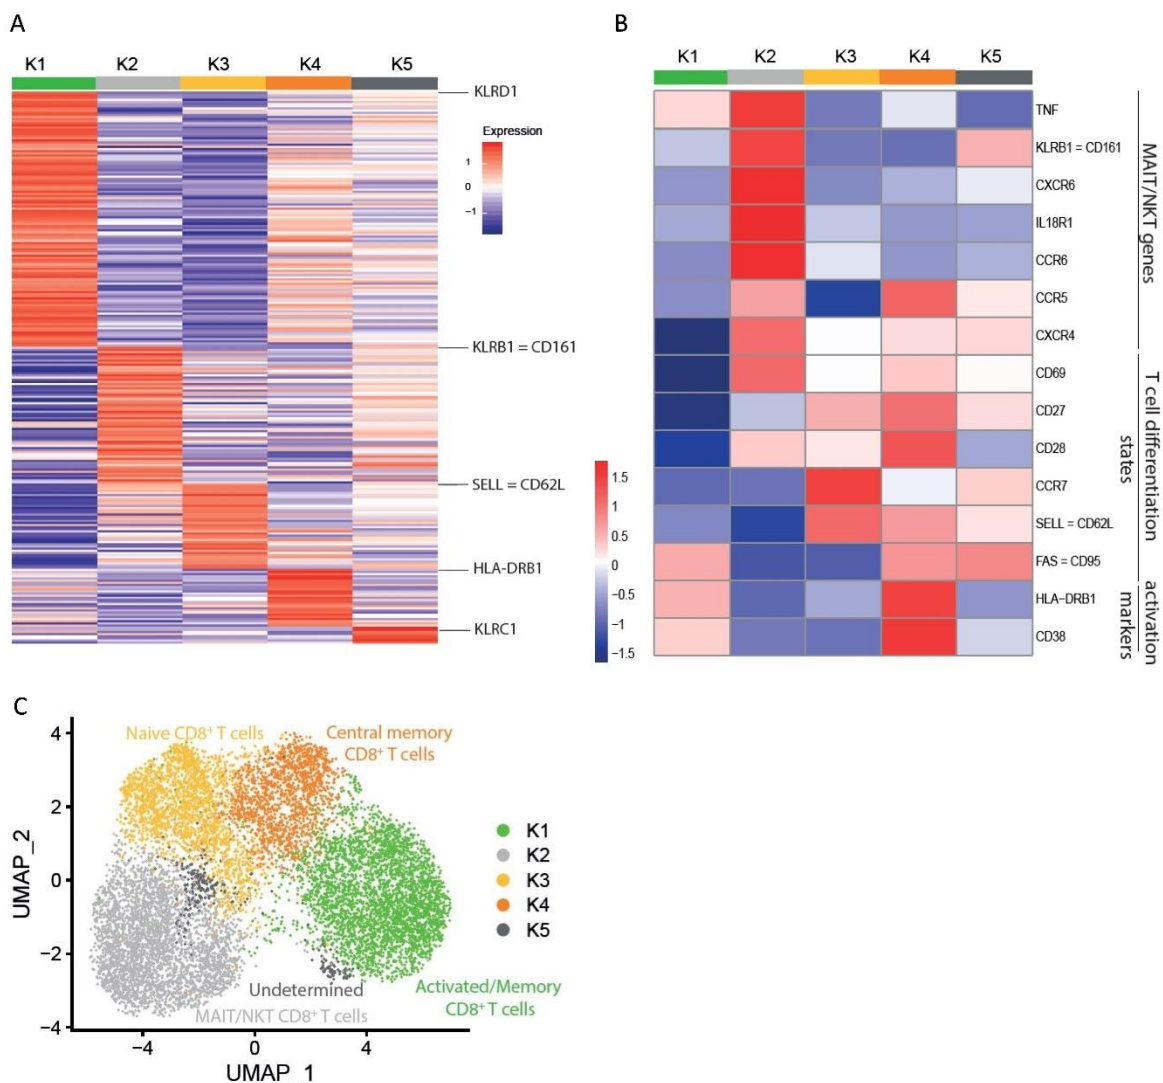 A
K1 K2 K3 K4 K5
KLRD1
Expression
1
0
−1
KLRB1 = CD161
SELL = CD62L
HLA-DRB1
KLRC1
B
K1 K2 K3 K4 K5
TNF
KLRB1 = CD161
CXCR6
IL18R1
CCR6
CCR5
CXCR4
CD69
CD27
CD28
CCR7
SELL = CD62L
FAS = CD95
HLA−DRB1
CD38
MAIT/NKT genes
T cell differentiation
states
activation
markers
1.5
1
0.5
0
−0.5
−1
−1.5
C
Naive CD8+ T cells
Central memory
CD8+ T cells
Undetermined
MAIT/NKT CD8+ T cells
Activated/Memory
CD8+ T cells
K1
K2
K3
K4
K5
4
2
0
−2
−4
UMAP_2
−4 0 4
UMAP_1